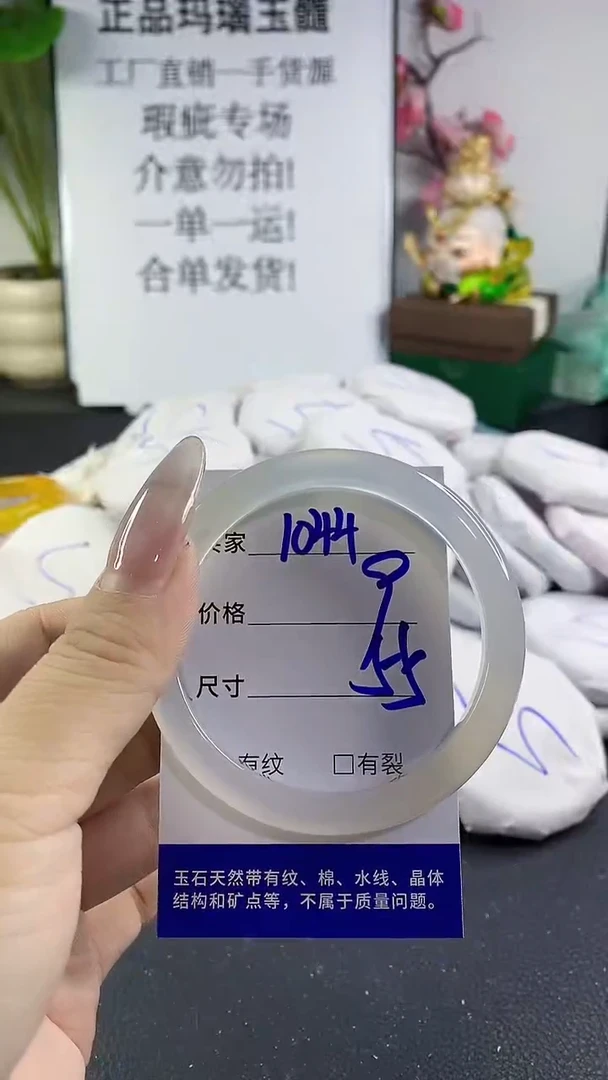 正品玛瑙玉髓
工厂直销一手货源
瑕疵专场
介意勿拍!
一单一运!
合单发货!
家 1044
价格
尺寸 55
有纹 □有裂
玉石天然带有纹、棉、水线、晶体
结构和矿点等，不属于质量问题。